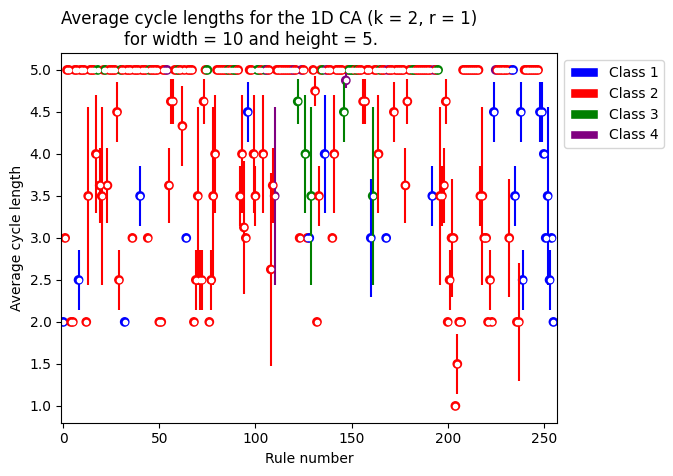 Average cycle lengths for the 1D CA (k = 2, r = 1)
for width = 10 and height = 5.
Average cycle length
5.0
4.5
4.0
3.5
3.0
2.5
2.0
1.5
1.0
0
50
100
150
200
250
Rule number
Class 1
Class 2
Class 3
Class 4